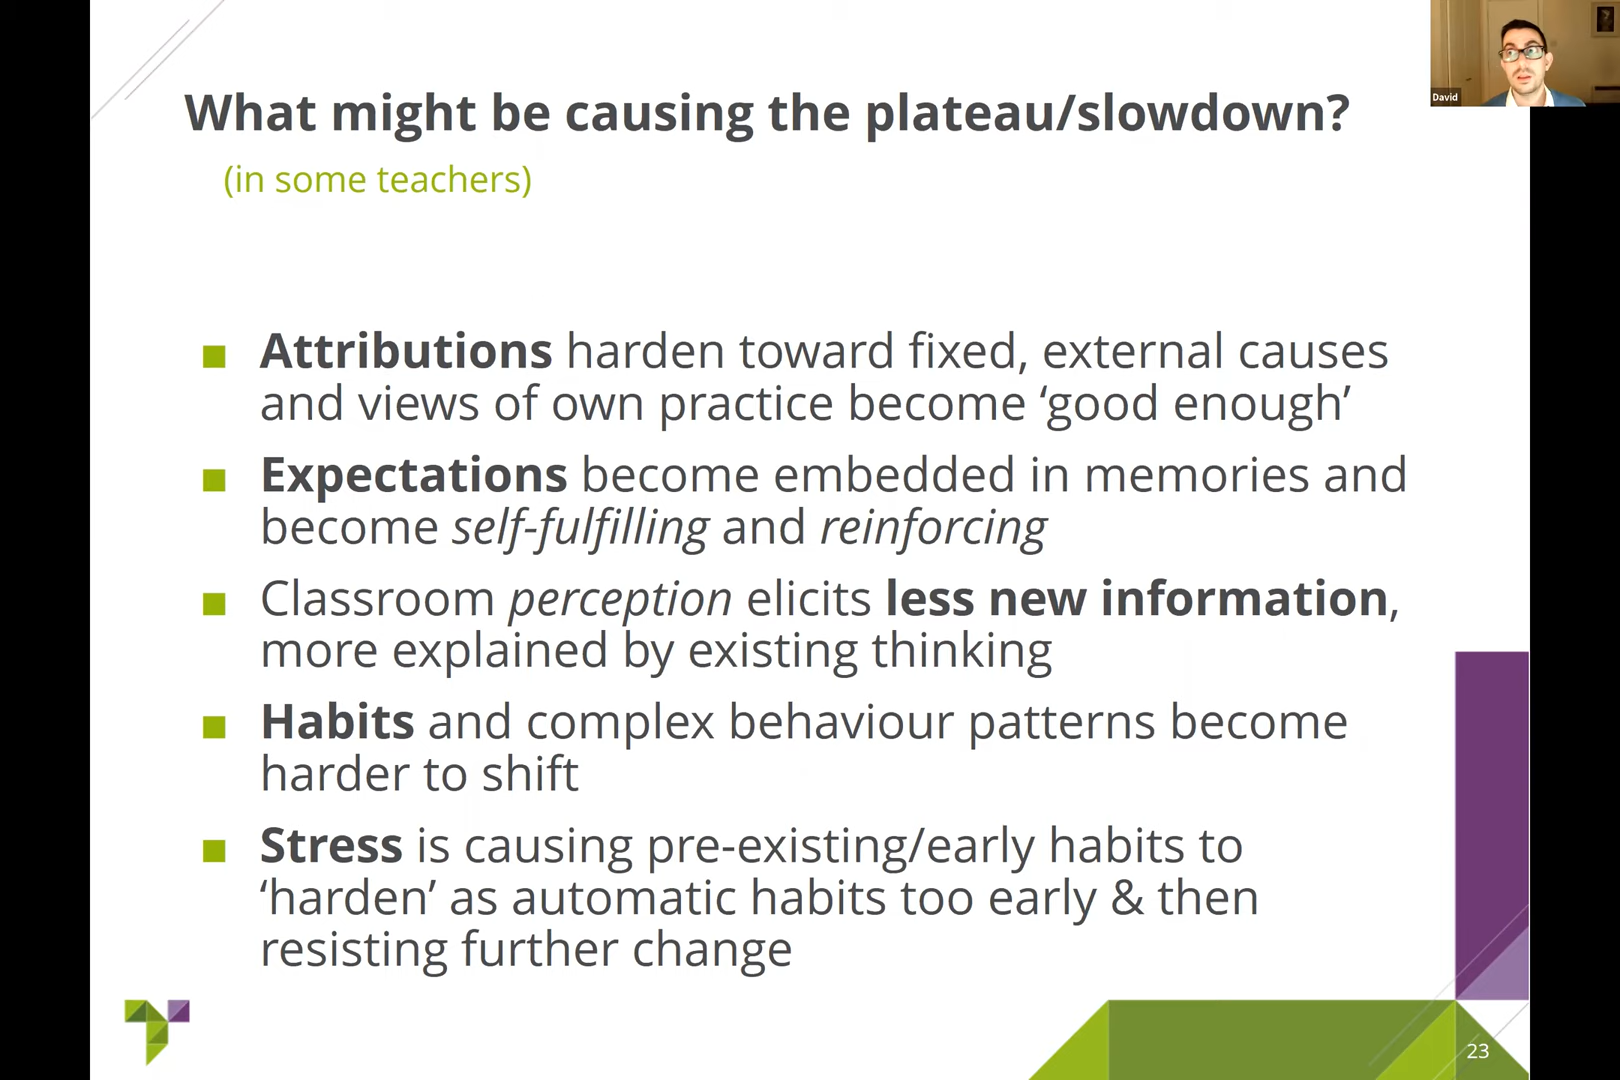 David
What might be causing the plateau/slowdown?
(in some teachers)
Attributions harden toward fixed, external causes
and views of own practice become ‘good enough’
Expectations become embedded in memories and
become self-fulfilling and reinforcing
Classroom perception elicits less new information,
more explained by existing thinking
Habits and complex behaviour patterns become
harder to shift
Stress is causing pre-existing/early habits to
‘harden’ as automatic habits too early & then
resisting further change
23